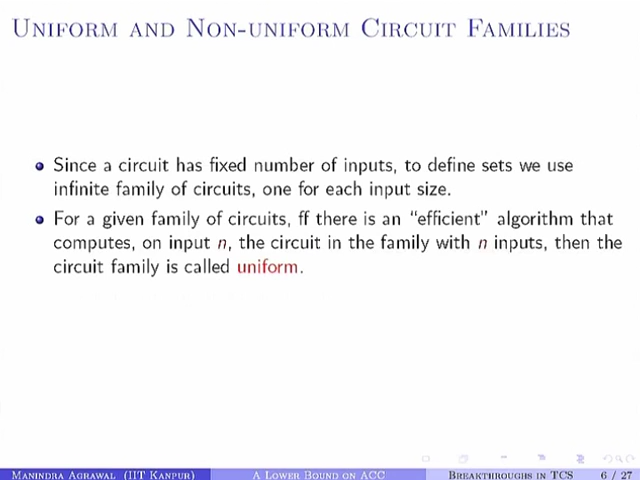 Uniform and Non-uniform Circuit Families
Since a circuit has fixed number of inputs, to define sets we use
infinite family of circuits, one for each input size.
For a given family of circuits, ff there is an “efficient” algorithm that
computes, on input n, the circuit in the family with n inputs, then the
circuit family is called uniform.
Manindra Agrawal (IIT Kanpur) A Lower Bound on ACC Breakthroughs in TCS 6 / 27